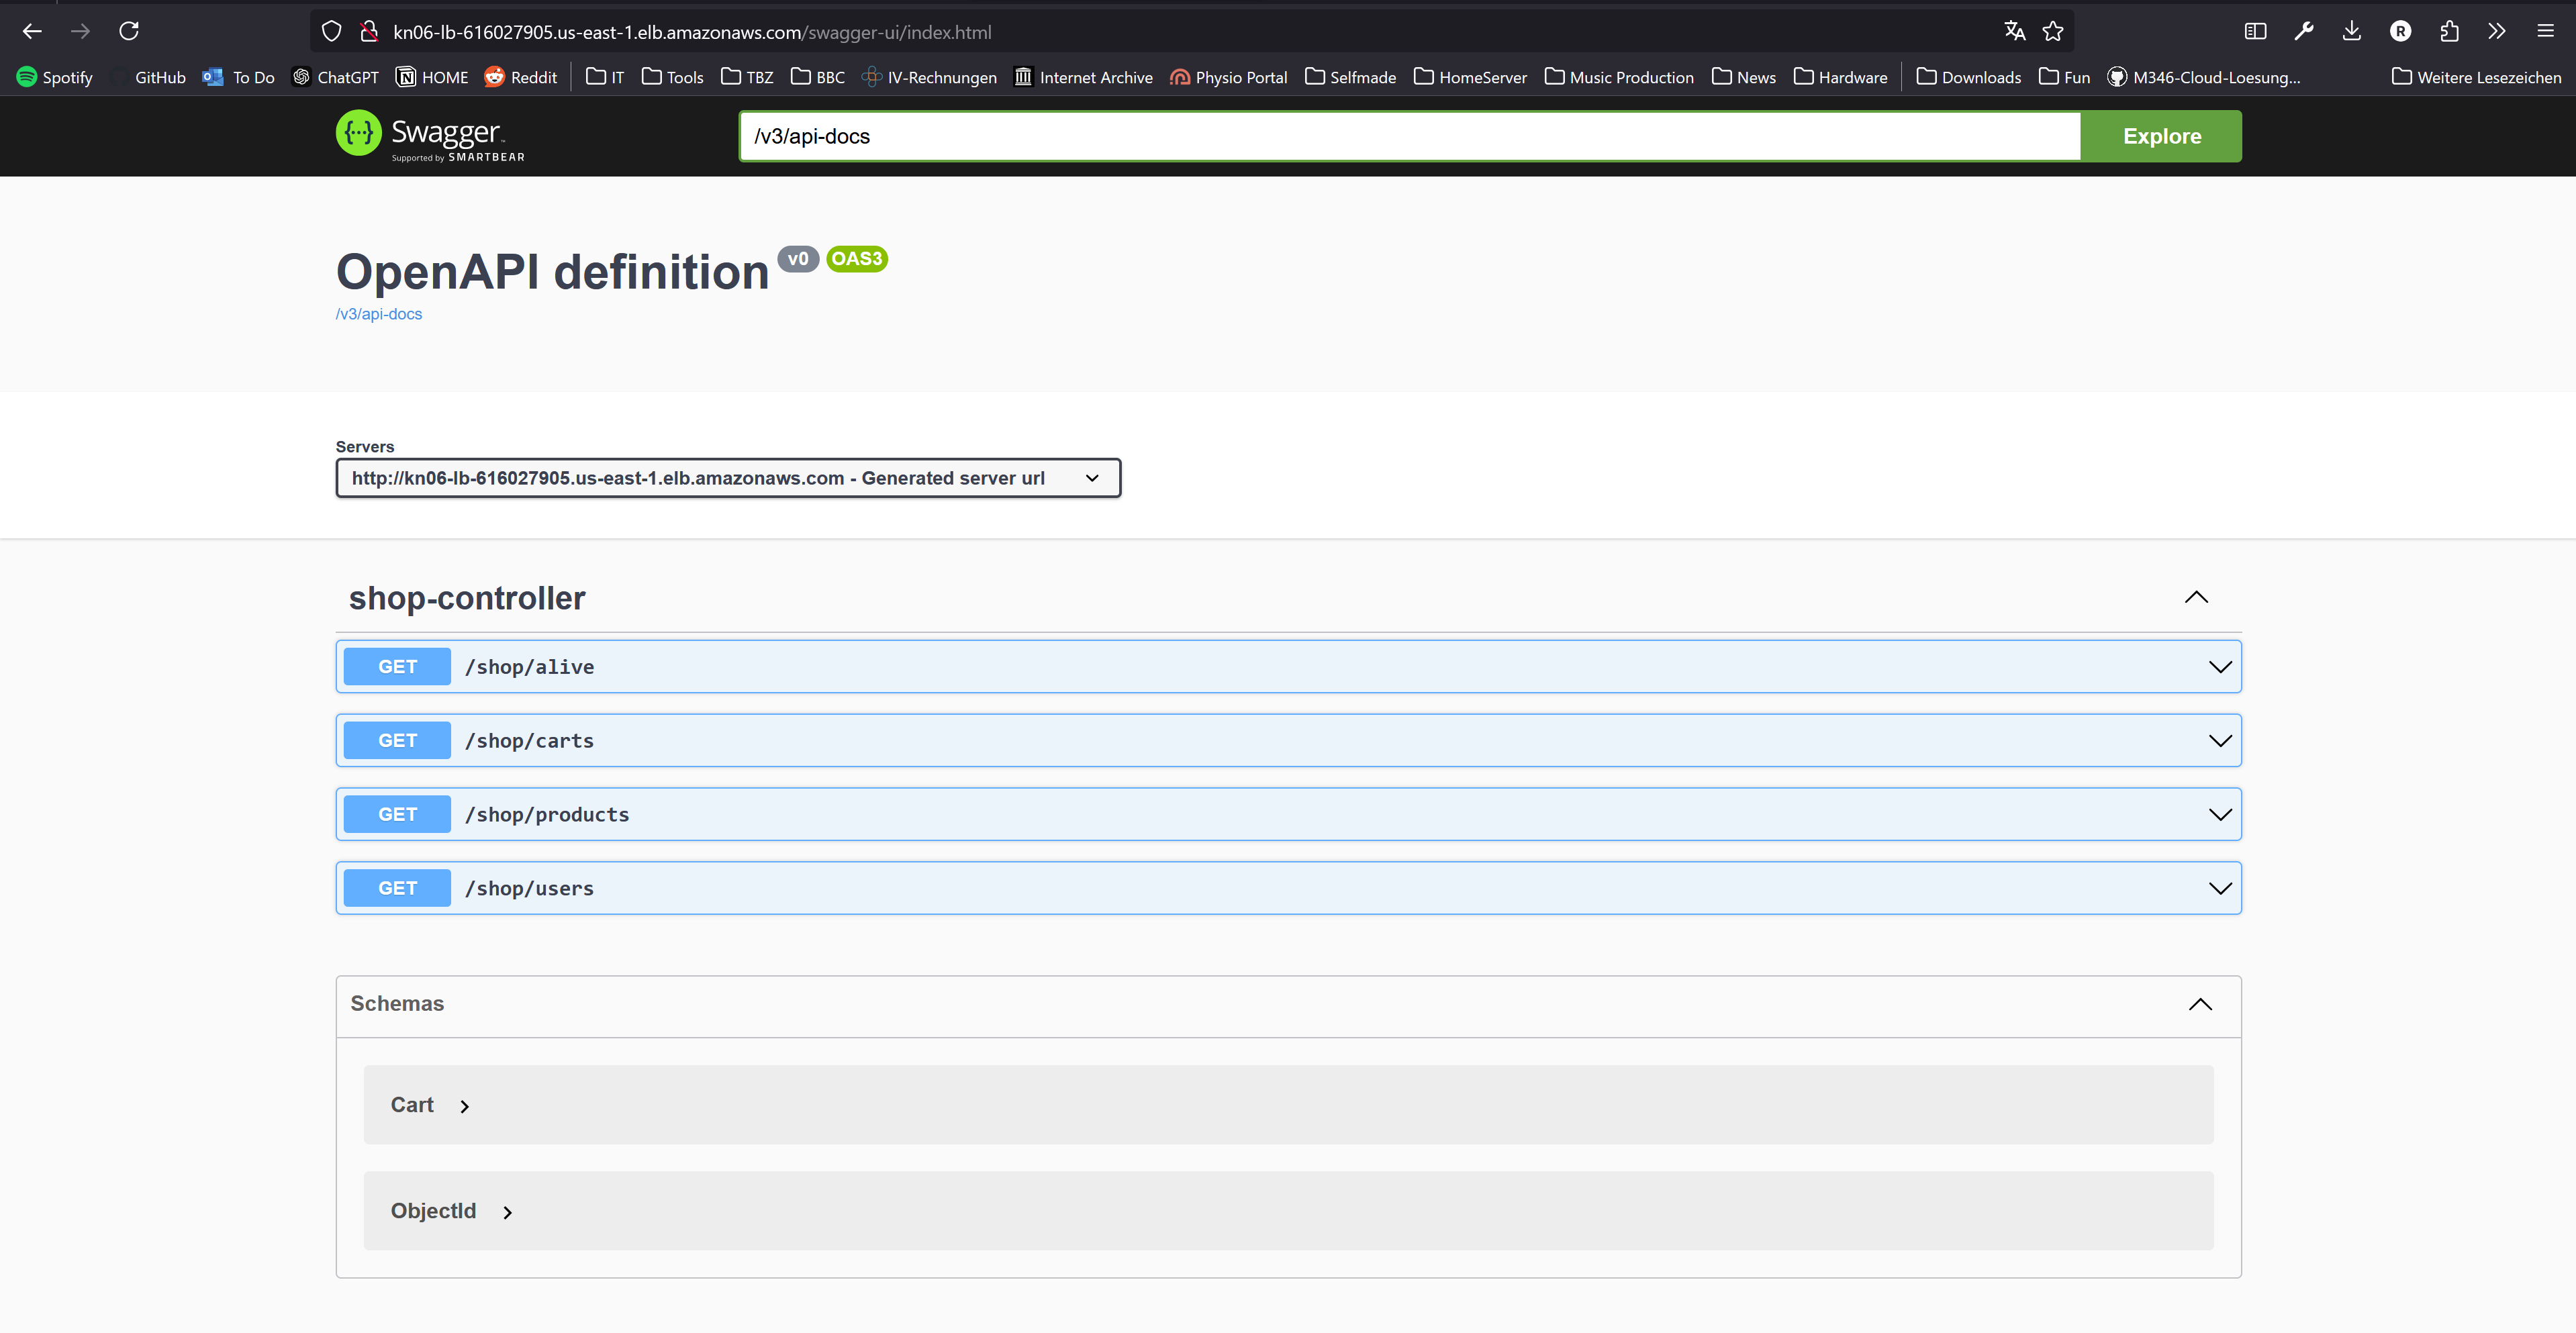 kn06-lb-616027905.us-east-1.elb.amazonaws.com/swagger-ui/index.html
R
Spotify GitHub To Do ChatGPT HOME Reddit IT Tools TBZ BBC IV-Rechnungen Internet Archive Physio Portal Selfmade HomeServer Music Production News Hardware Downloads Fun M346-Cloud-Loesung... Weitere Lesezeichen
Swagger
Supported by SMARTBEAR
/v3/api-docs
Explore
OpenAPI definition v0 OAS3
/v3/api-docs
Servers
http://kn06-lb-616027905.us-east-1.elb.amazonaws.com - Generated server url
shop-controller
GET /shop/alive
GET /shop/carts
GET /shop/products
GET /shop/users
Schemas
Cart
ObjectId